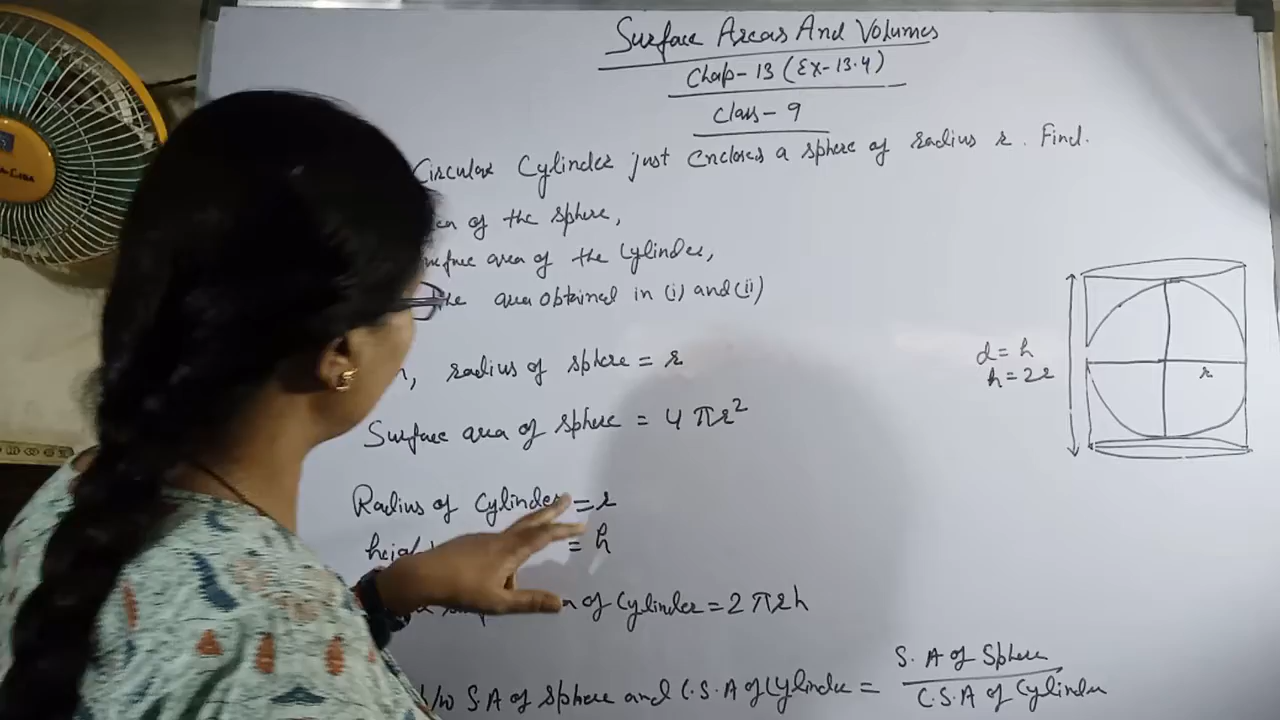 Surface Areas And Volumes
Chap-13 (Ex-13.4)
Class-9
Circular Cylinder just encloses a sphere of radius r. Find.
of the sphere,
area of the Cylinder,
area obtained in (i) and (ii)
radius of sphere = r
Surface area of sphere = 4πr²
d = h
h = 2r
r
Radius of Cylinder = r
= h
of Cylinder = 2πrh
b/w S.A of sphere and C.S.A of Cylinder = S.A of Sphere
C.S.A of Cylinder